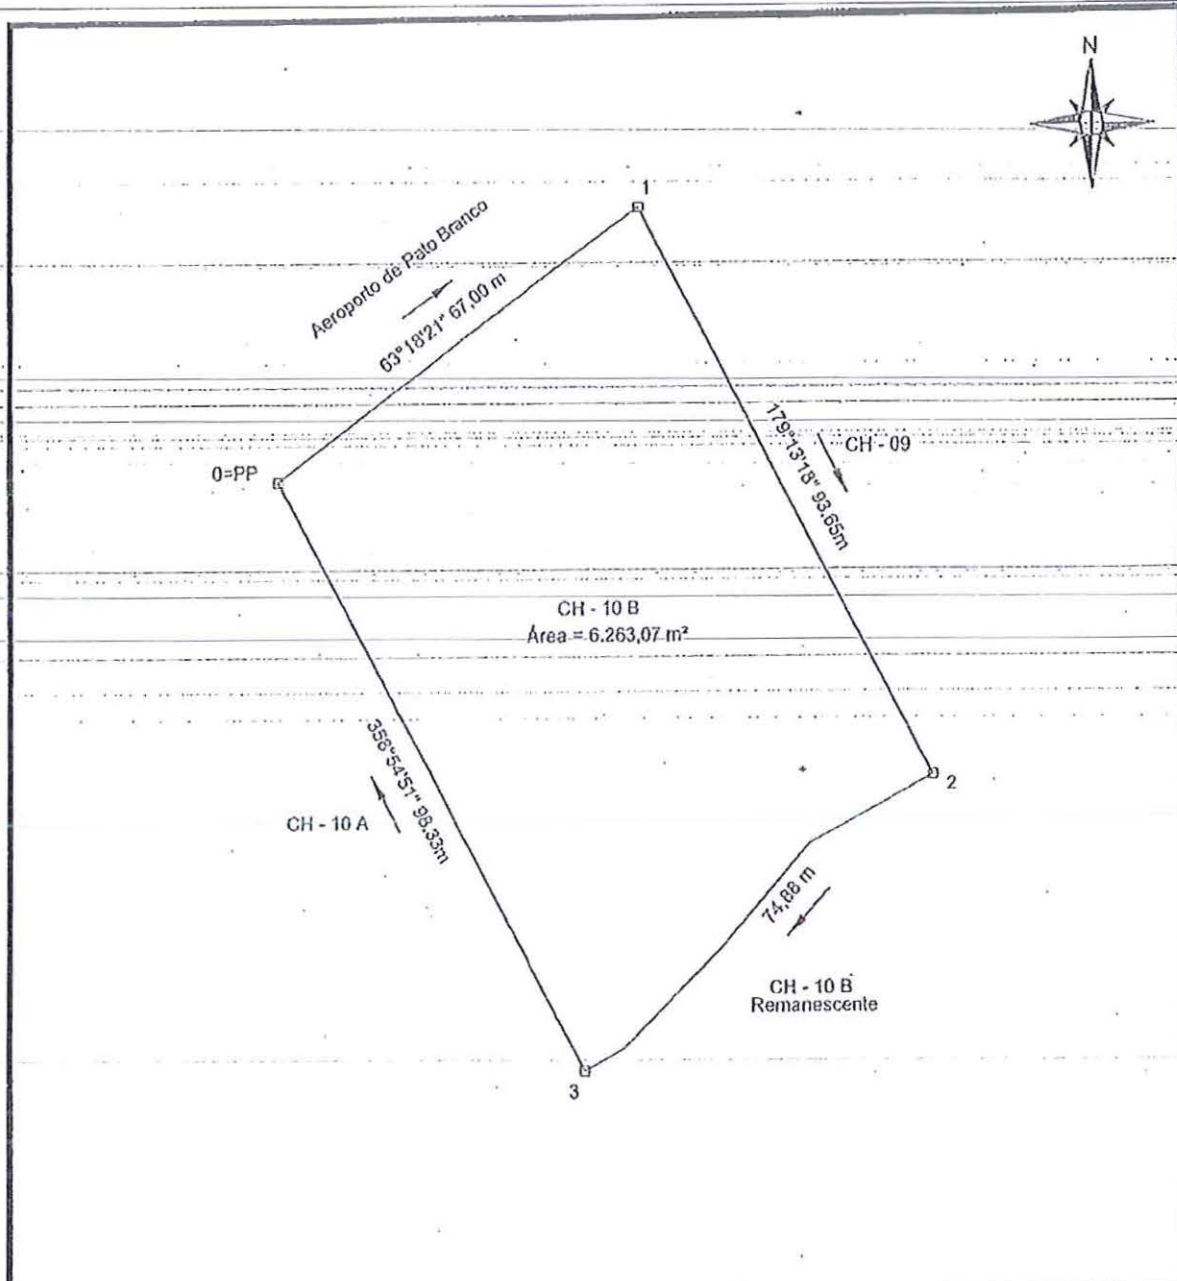 N
1
Aeroporto de Pato Branco
63°18'21" 67,00 m
179°13'18" 93.65m
CH - 09
0=PP
CH - 10 B
Área = 6.263,07 m²
358°54'51" 98.33m
CH - 10 A
2
74,88 m
CH - 10 B
Remanescente
3